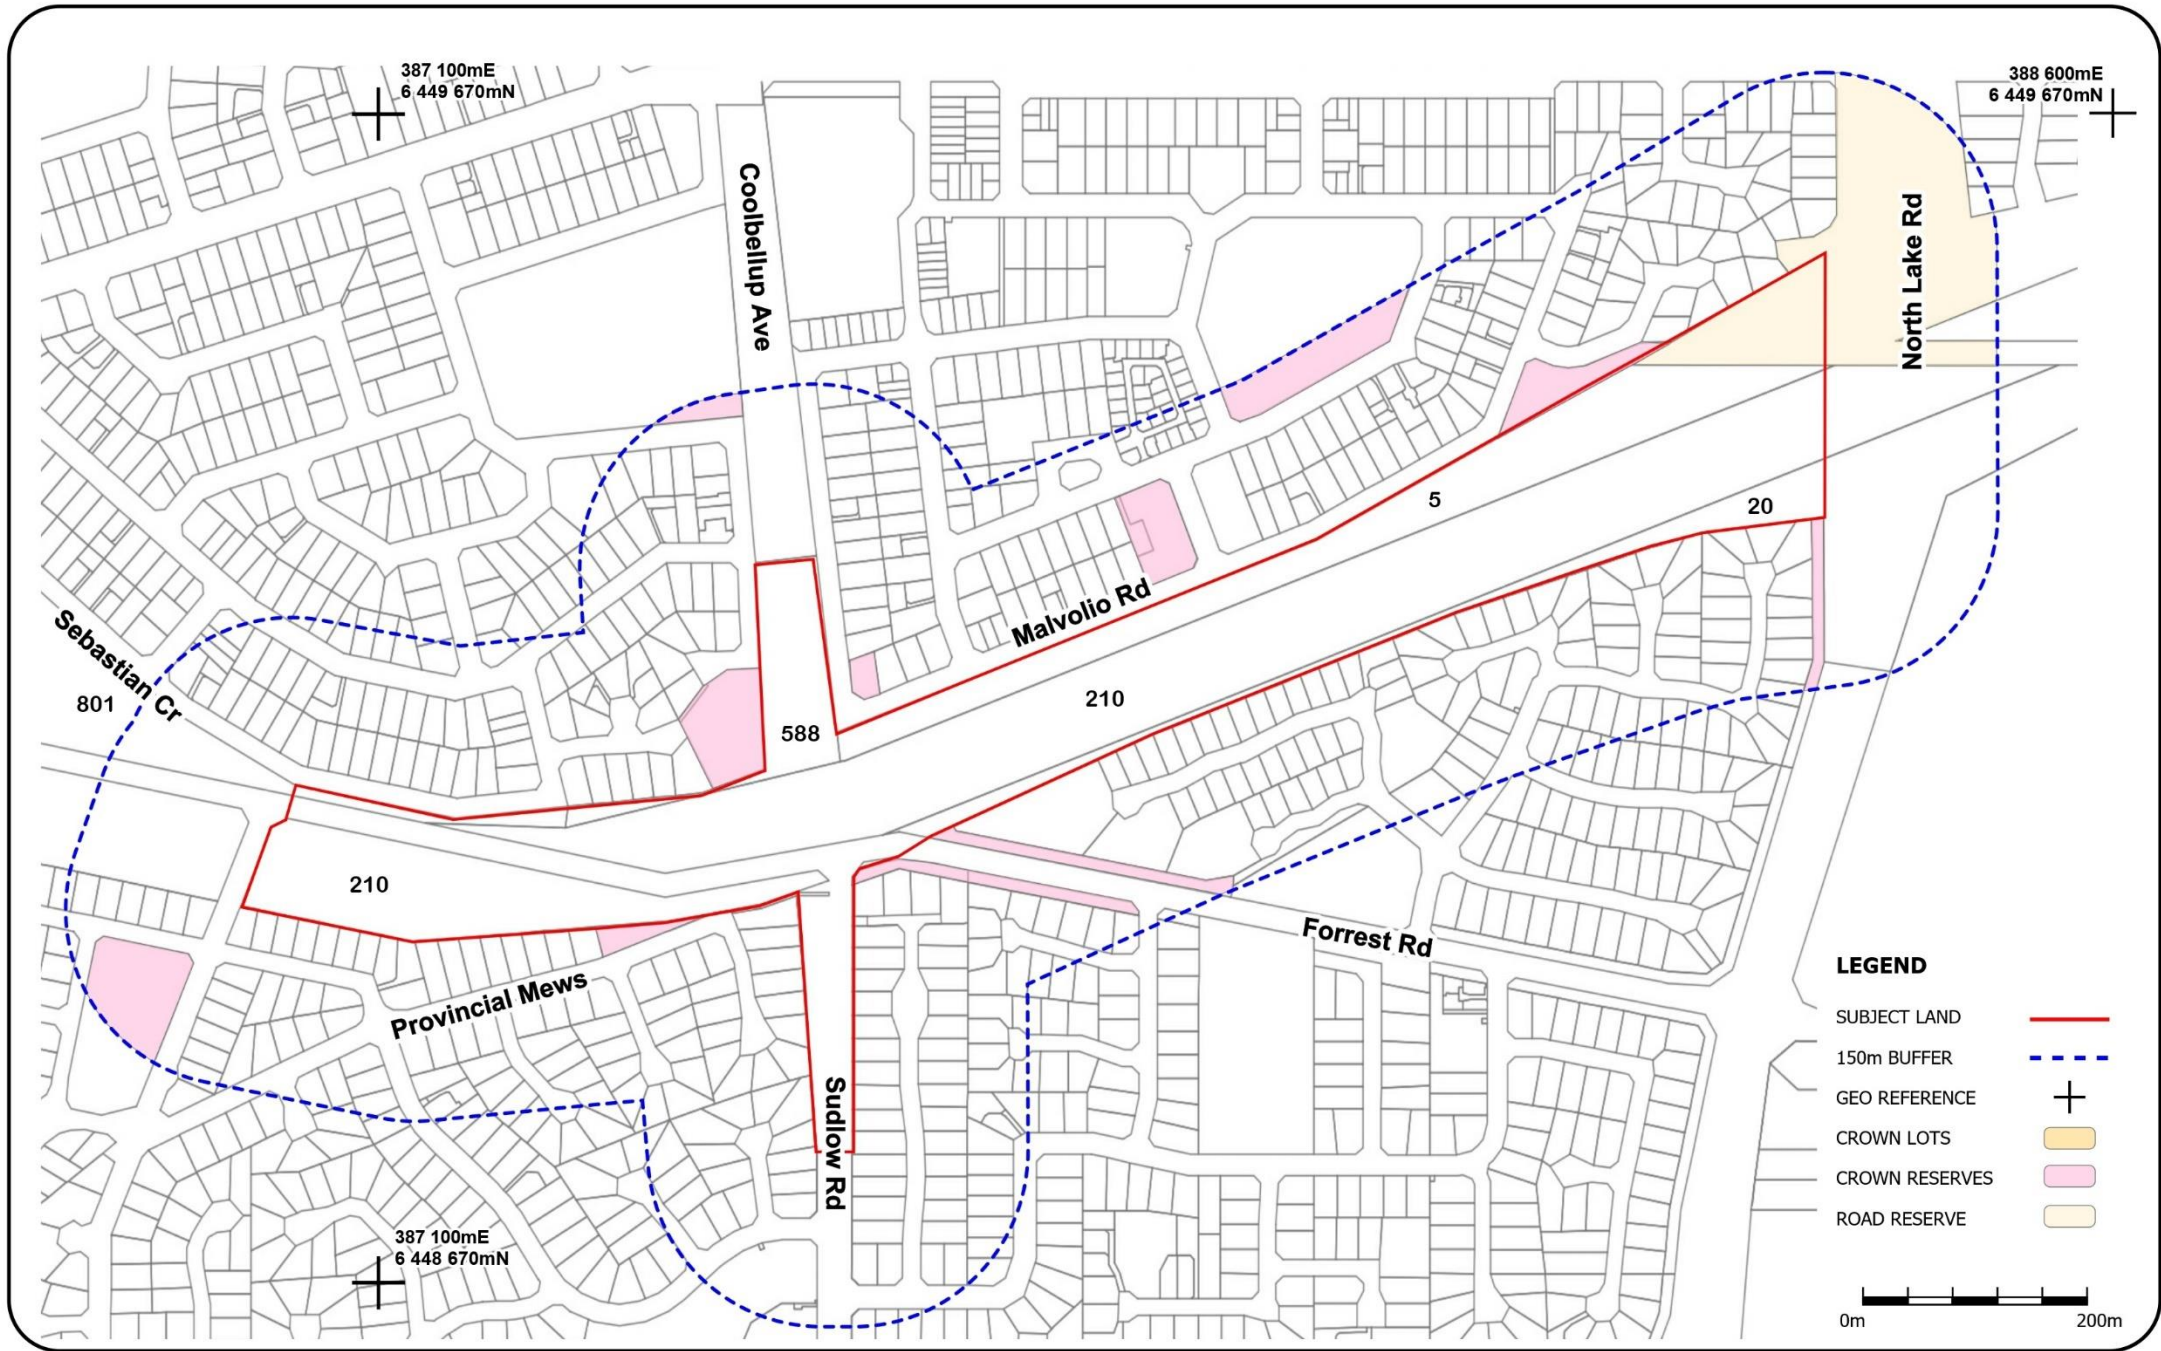 387 100mE
6 449 670mN
388 600mE
6 449 670mN
Coolbellup Ave
North Lake Rd
5
20
Malvolio Rd
Sebastian Cr
801
210
588
210
Forrest Rd
Provincial Mews
Sudlow Rd
387 100mE
6 448 670mN
LEGEND
SUBJECT LAND
150m BUFFER
GEO REFERENCE
CROWN LOTS
CROWN RESERVES
ROAD RESERVE
0m 200m